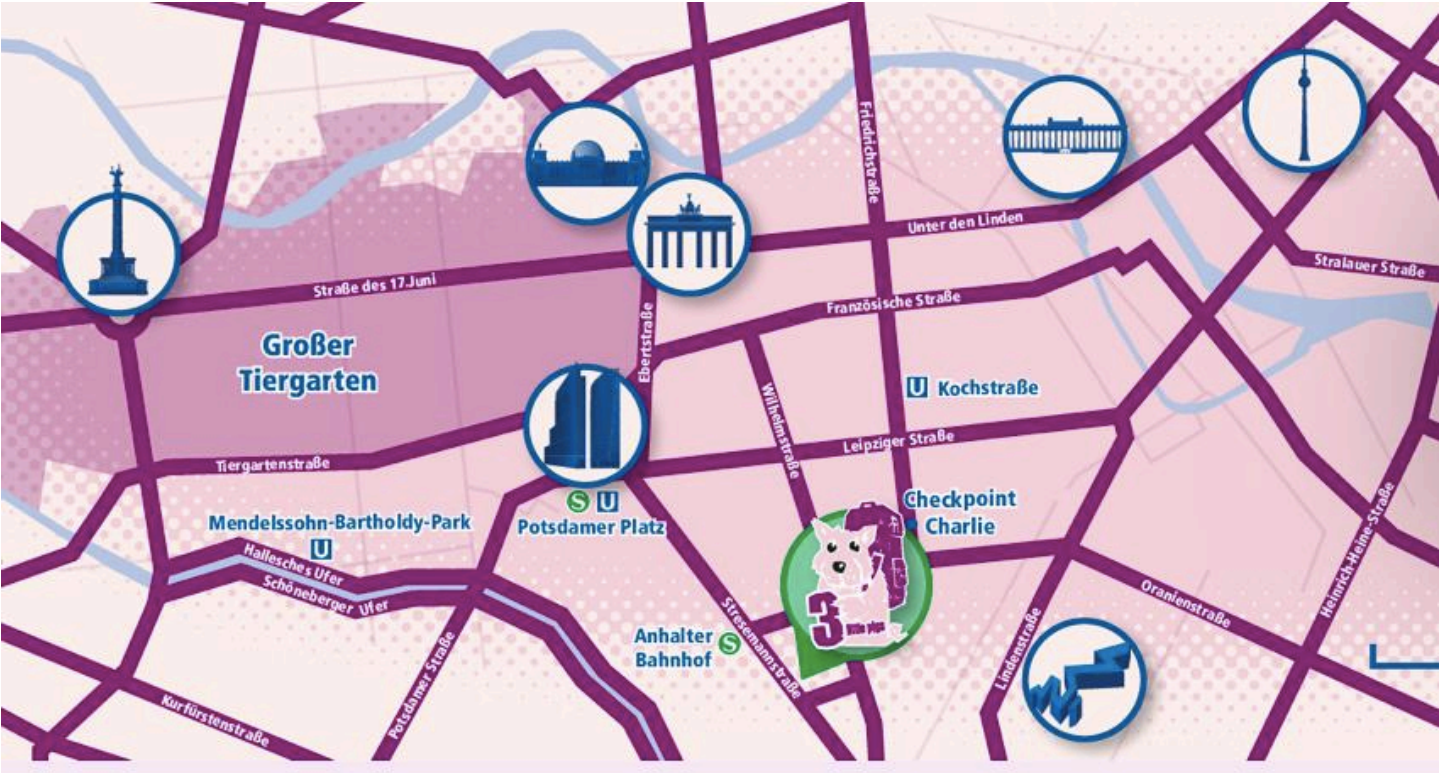 Friedrichstraße
Unter den Linden
Stralauer Straße
Straße des 17.Juni
Französische Straße
Ebertstraße
Großer
Tiergarten
U Kochstraße
Wilhelmstraße
Leipziger Straße
Tiergartenstraße
S U
Potsdamer Platz
Checkpoint
Charlie
Mendelssohn-Bartholdy-Park
U
Hallesches Ufer
Schöneberger Ufer
Heinrich-Heine-Straße
Oranienstraße
3
little pigs
Stresemannstraße
Anhalter S
Bahnhof
Lindenstraße
Potsdamer Straße
Kurfürstenstraße